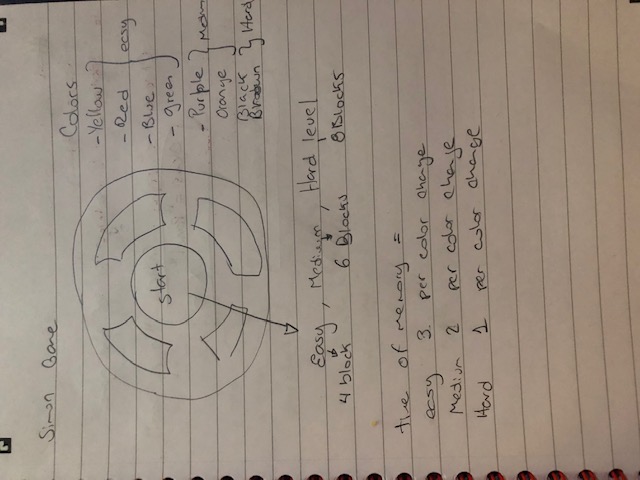 Simon Game
start
Colors
- Yellow
- Red
- Blue
- green
easy
- Purple
Orange
Medium
Black
Brown
Hard
Easy, Medium, Hard level
4 block 6 Blocks 8 Blocks
time of memory =
easy 3. per color change
Medium 2 per color change
Hard 1 per color change